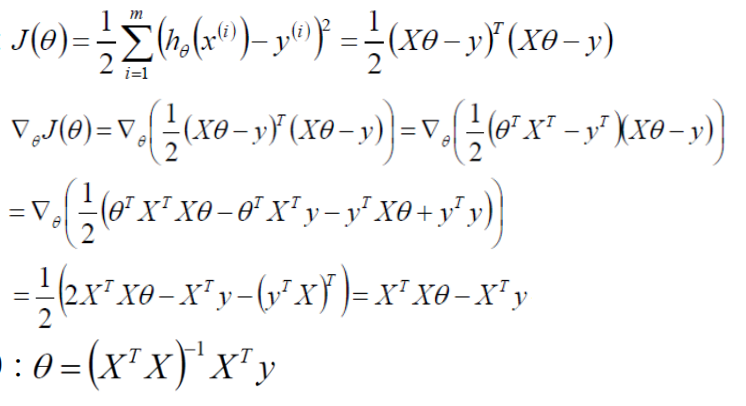 J(θ) = 1/2 ∑_{i=1}^{m} (h_θ(x^{(i)}) − y^{(i)})² = 1/2 (Xθ − y)^T (Xθ − y)
∇_θ J(θ) = ∇_θ (1/2 (Xθ − y)^T (Xθ − y)) = ∇_θ (1/2 (θ^T X^T − y^T)(Xθ − y))
= ∇_θ (1/2 (θ^T X^T Xθ − θ^T X^T y − y^T Xθ + y^T y))
= 1/2 (2X^T Xθ − X^T y − (y^T X)^T) = X^T Xθ − X^T y
: θ = (X^T X)^{−1} X^T y